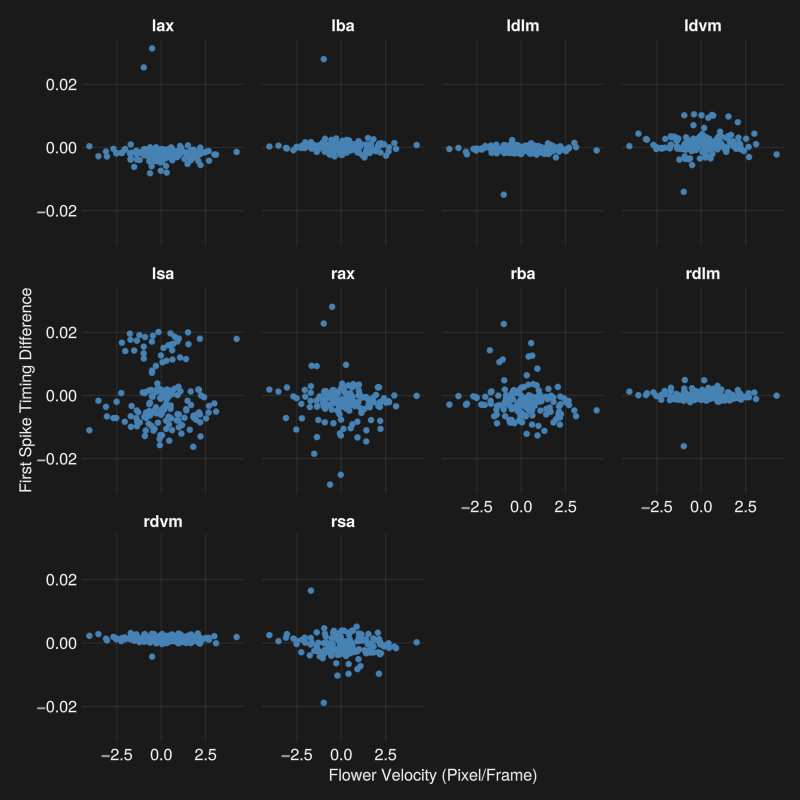 lax lba ldlm ldvm
0.02
0.00
−0.02
lsa rax rba rdlm
0.02
0.00
−0.02
−2.5 0.0 2.5 −2.5 0.0 2.5
rdvm rsa
0.02
0.00
−0.02
−2.5 0.0 2.5 −2.5 0.0 2.5
Flower Velocity (Pixel/Frame)
First Spike Timing Difference